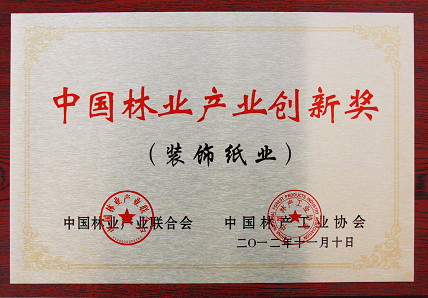 中国林业产业创新奖
（装饰纸业）
中国林业产业联合会 中国林产工业协会
二〇一二年十一月十日